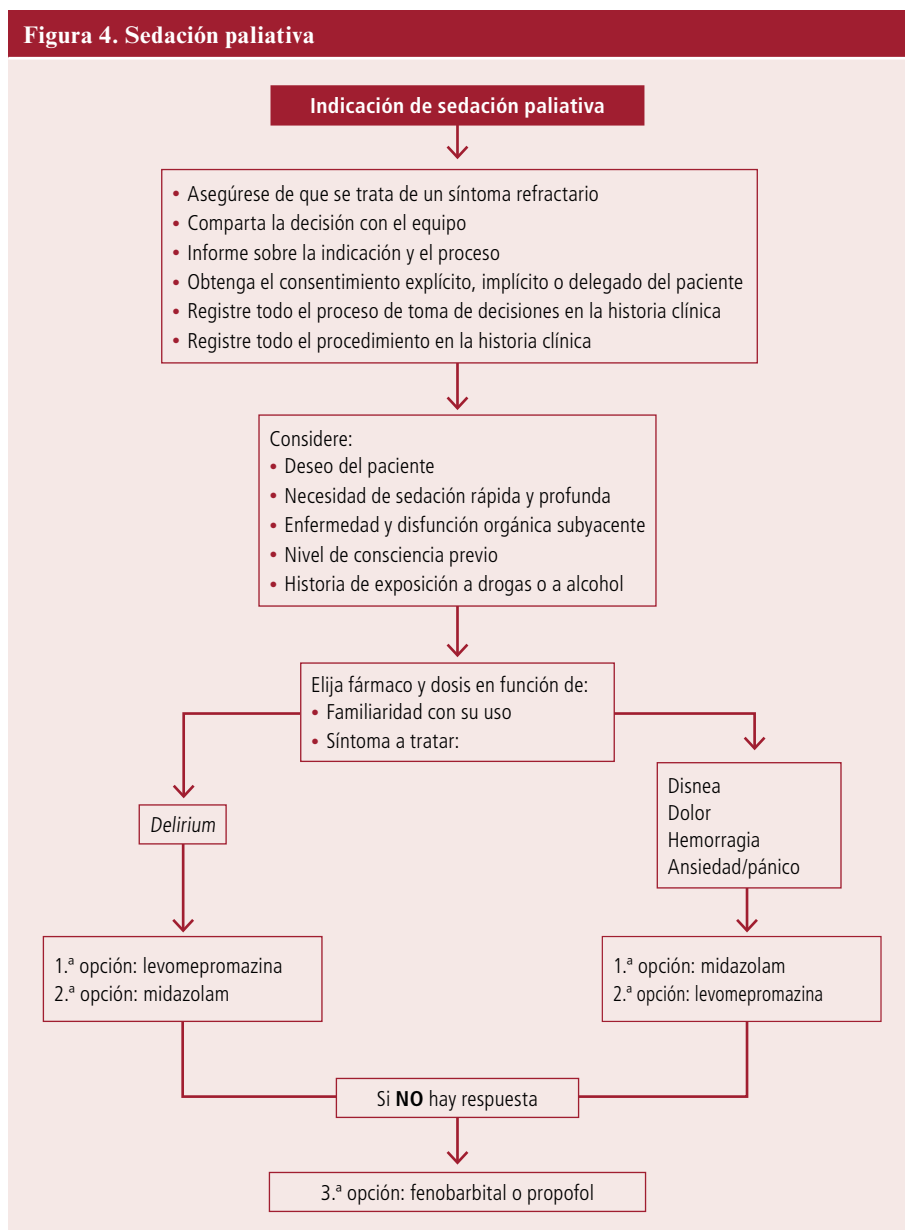 Figura 4. Sedación paliativa
Indicación de sedación paliativa
• Asegúrese de que se trata de un síntoma refractario
• Comparta la decisión con el equipo
• Informe sobre la indicación y el proceso
• Obtenga el consentimiento explícito, implícito o delegado del paciente
• Registre todo el proceso de toma de decisiones en la historia clínica
• Registre todo el procedimiento en la historia clínica
Considere:
• Deseo del paciente
• Necesidad de sedación rápida y profunda
• Enfermedad y disfunción orgánica subyacente
• Nivel de consciencia previo
• Historia de exposición a drogas o a alcohol
Elija fármaco y dosis en función de:
• Familiaridad con su uso
• Síntoma a tratar:
Delirium
Disnea
Dolor
Hemorragia
Ansiedad/pánico
1.ª opción: levomepromazina
2.ª opción: midazolam
1.ª opción: midazolam
2.ª opción: levomepromazina
Si NO hay respuesta
3.ª opción: fenobarbital o propofol